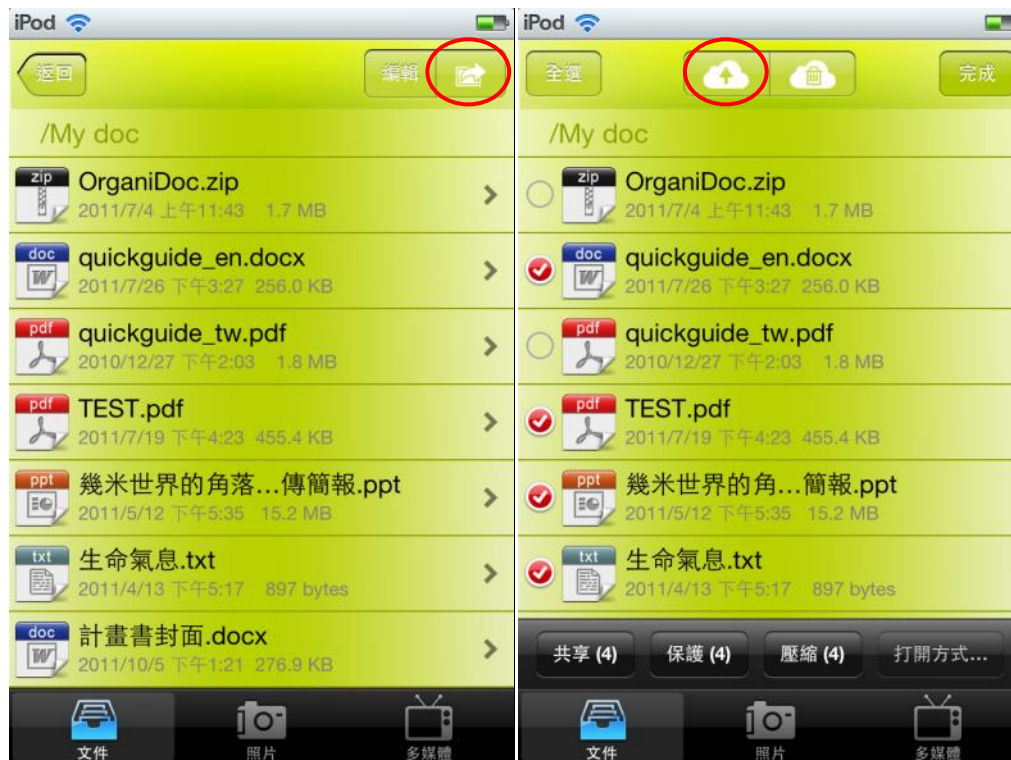 iPod
返回 編輯
/My doc
zip OrganiDoc.zip
2011/7/4 上午11:43 1.7 MB
doc quickguide_en.docx
W 2011/7/26 下午3:27 256.0 KB
pdf quickguide_tw.pdf
2010/12/27 下午2:03 1.8 MB
pdf TEST.pdf
2011/7/19 下午4:23 455.4 KB
ppt 幾米世界的角落...傳簡報.ppt
2011/5/12 下午5:35 15.2 MB
txt 生命氣息.txt
2011/4/13 下午5:17 897 bytes
doc 計畫書封面.docx
W 2011/10/5 下午1:21 276.9 KB
文件 照片 多媒體
iPod
全選 完成
/My doc
zip OrganiDoc.zip
2011/7/4 上午11:43 1.7 MB
doc quickguide_en.docx
W 2011/7/26 下午3:27 256.0 KB
pdf quickguide_tw.pdf
2010/12/27 下午2:03 1.8 MB
pdf TEST.pdf
2011/7/19 下午4:23 455.4 KB
ppt 幾米世界的角...簡報.ppt
2011/5/12 下午5:35 15.2 MB
txt 生命氣息.txt
2011/4/13 下午5:17 897 bytes
共享 (4) 保護 (4) 壓縮 (4) 打開方式...
文件 照片 多媒體